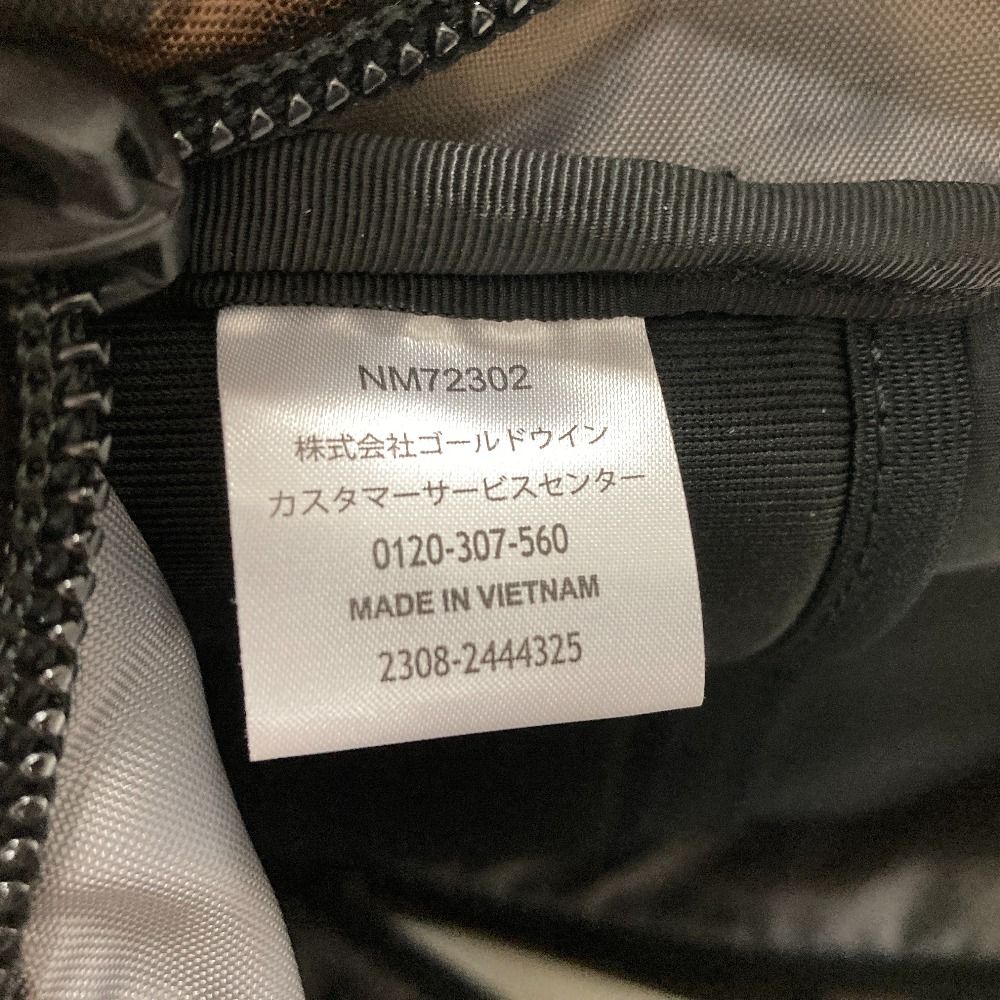 NM72302
株式会社ゴールドウイン
カスタマーサービスセンター
0120-307-560
MADE IN VIETNAM
2308-2444325